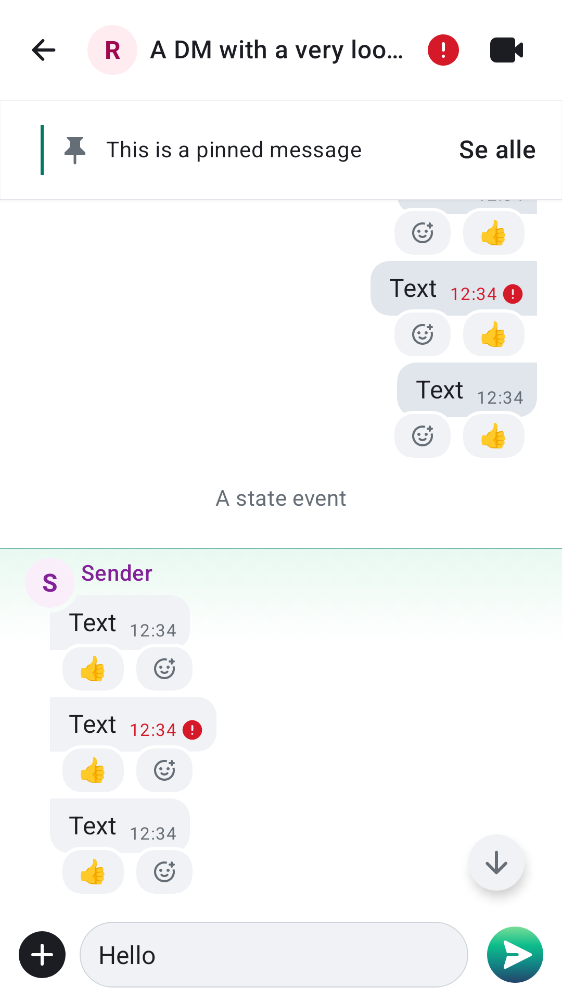 R
A DM with a very loo...
This is a pinned message
Se alle
Text 12:34
Text 12:34
A state event
S
Sender
Text 12:34
Text 12:34
Text 12:34
Hello